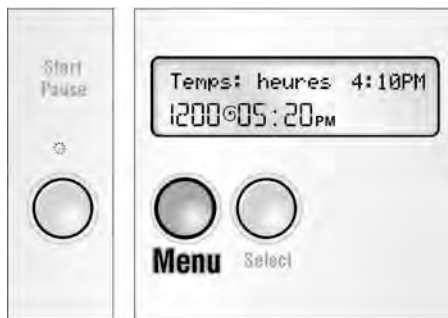 Start
Pause
Temps: heures 4:10PM
1200 05:20PM
Menu
Select